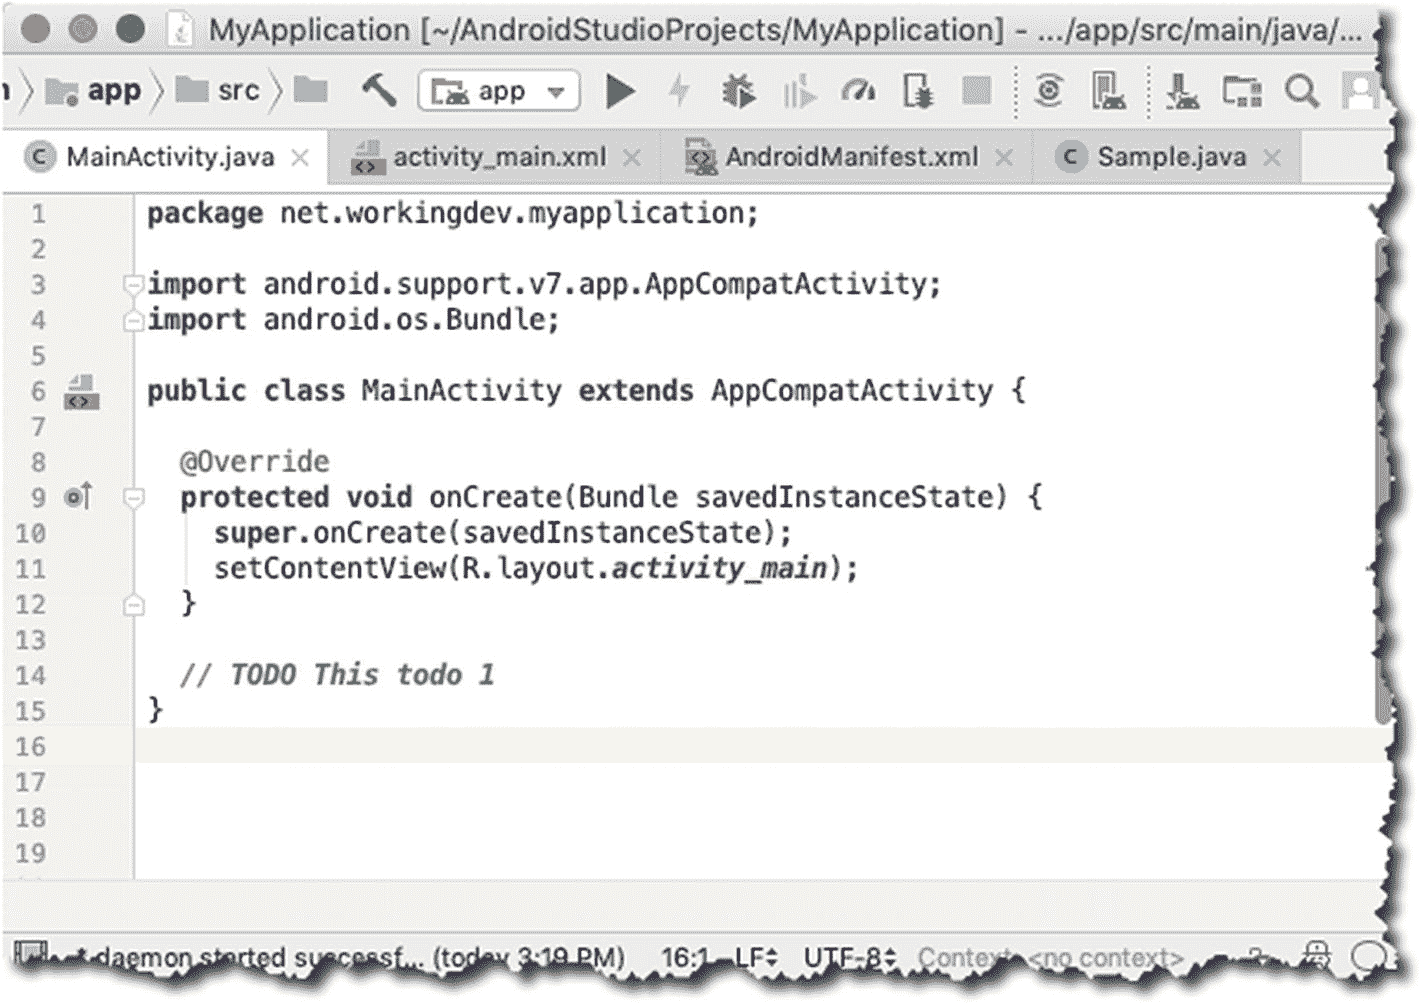 MyApplication [~/AndroidStudioProjects/MyApplication] - .../app/src/main/java/...
app src app
MainActivity.java activity_main.xml AndroidManifest.xml Sample.java
1 package net.workingdev.myapplication;
2
3 import android.support.v7.app.AppCompatActivity;
4 import android.os.Bundle;
5
6 public class MainActivity extends AppCompatActivity {
7
8 @Override
9 protected void onCreate(Bundle savedInstanceState) {
10 super.onCreate(savedInstanceState);
11 setContentView(R.layout.activity_main);
12 }
13
14 // TODO This todo 1
15 }
16
17
18
19
daemon started successf... (today 3:19 PM) 16:1 LF UTF-8 Context: <no context>